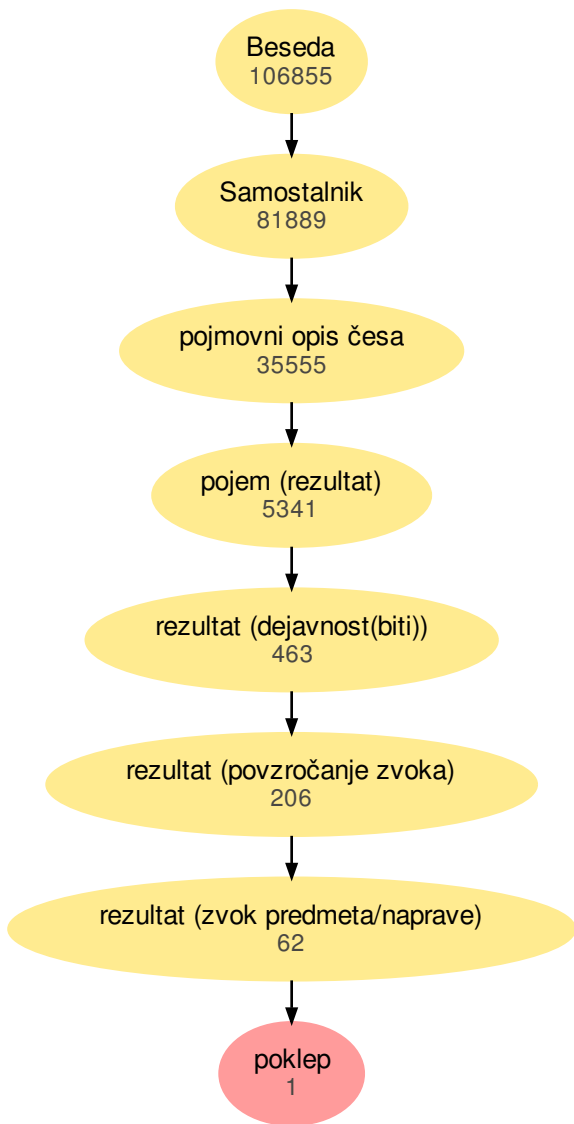 Beseda
106855
Samostalnik
81889
pojmovni opis česa
35555
pojem (rezultat)
5341
rezultat (dejavnost(biti))
463
rezultat (povzročanje zvoka)
206
rezultat (zvok predmeta/naprave)
62
poklep
1